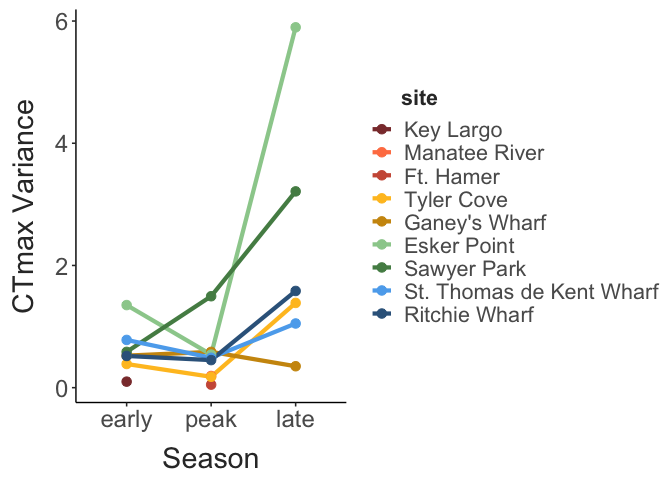 6
4
2
0
CTmax Variance
early peak late
Season
site
Key Largo
Manatee River
Ft. Hamer
Tyler Cove
Ganey's Wharf
Esker Point
Sawyer Park
St. Thomas de Kent Wharf
Ritchie Wharf